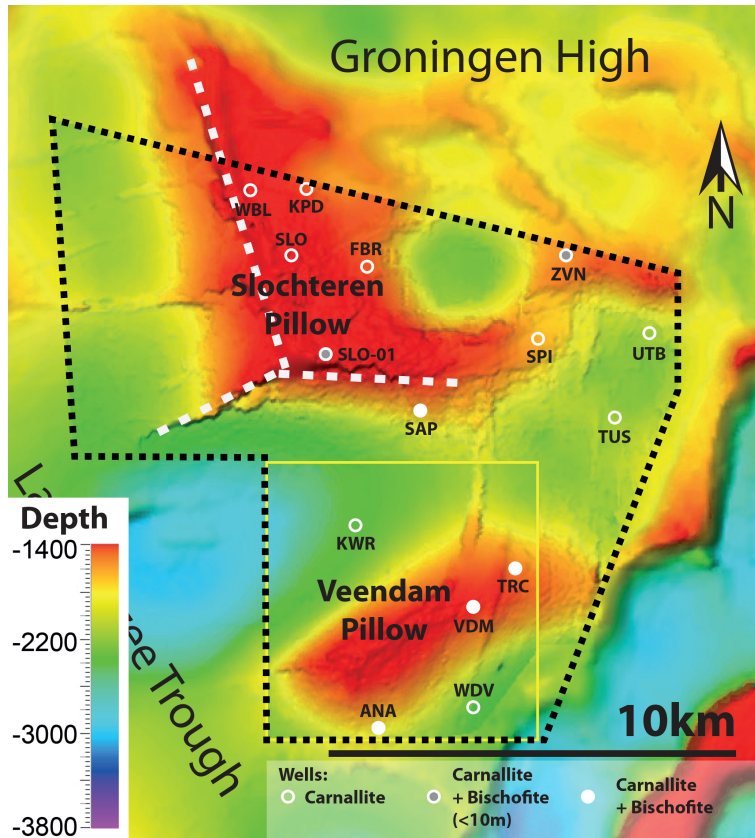 Groningen High
N
WBL
KPD
SLO
FBR
ZVN
Slochteren
Pillow
SLO-01
SPI
UTB
SAP
TUS
La
Depth
-1400
-2200
-3000
-3800
KWR
TRC
Veendam
Pillow
VDM
ee Trough
WDV
ANA
10km
Wells:
Carnallite
Carnallite
+ Bischofite
(<10m)
Carnallite
+ Bischofite